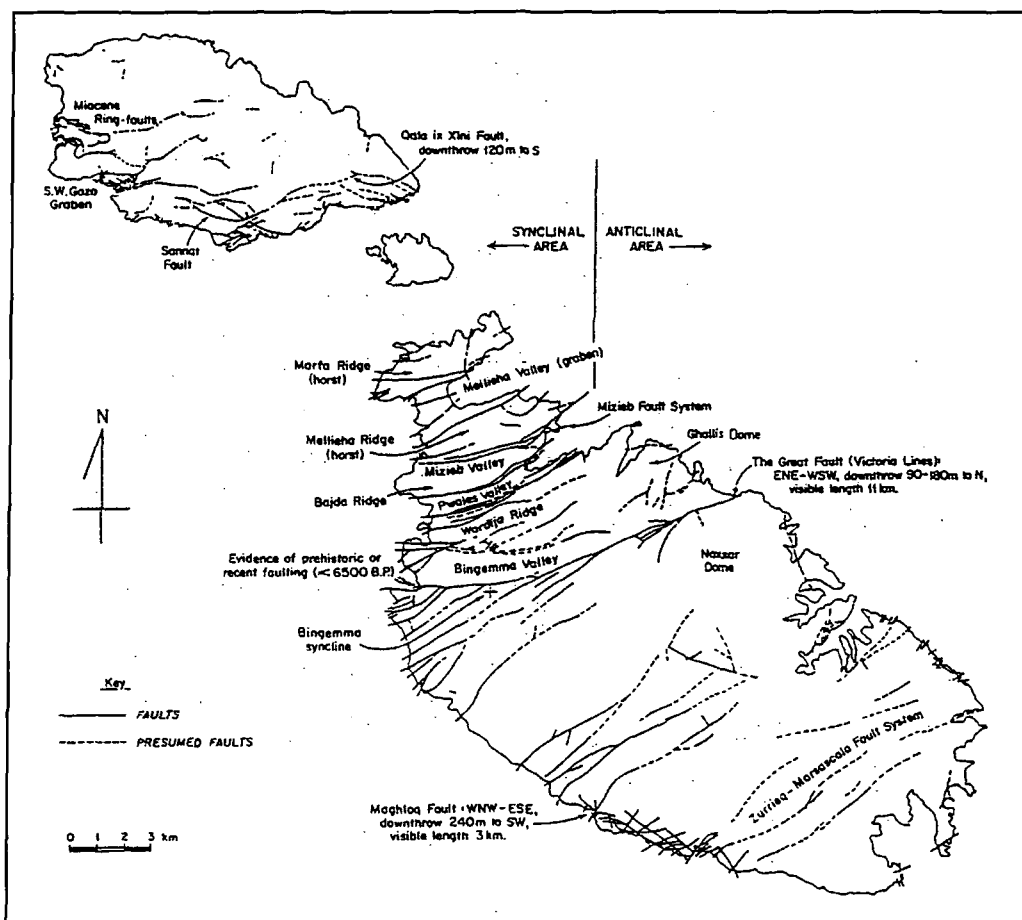 Miocene
Ring-faults
Qala ix Xini Fault,
downthrow 120m to S
S.W. Gozo
Graben
Sannat
Fault
SYNCLINAL
AREA
ANTICLINAL
AREA
Marfa Ridge
(horst)
Mellieha Valley (graben)
N
Mizieb Fault System
Mellieha Ridge
(horst)
Ghallis Dome
Mizieb Valley
The Great Fault (Victoria Lines):
ENE-WSW, downthrow 90-180m to N,
visible length 11km.
Bajda Ridge
Pwales Valley
Wardija Ridge
Evidence of prehistoric or
recent faulting (< 6500 B.P.)
Bingemma Valley
Naxxar
Dome
Bingemma
syncline
Key
FAULTS
PRESUMED FAULTS
Zurrieq-Marsascala Fault System
Maghlaq Fault: WNW-ESE,
downthrow 240m to SW,
visible length 3km.
0 1 2 3 km